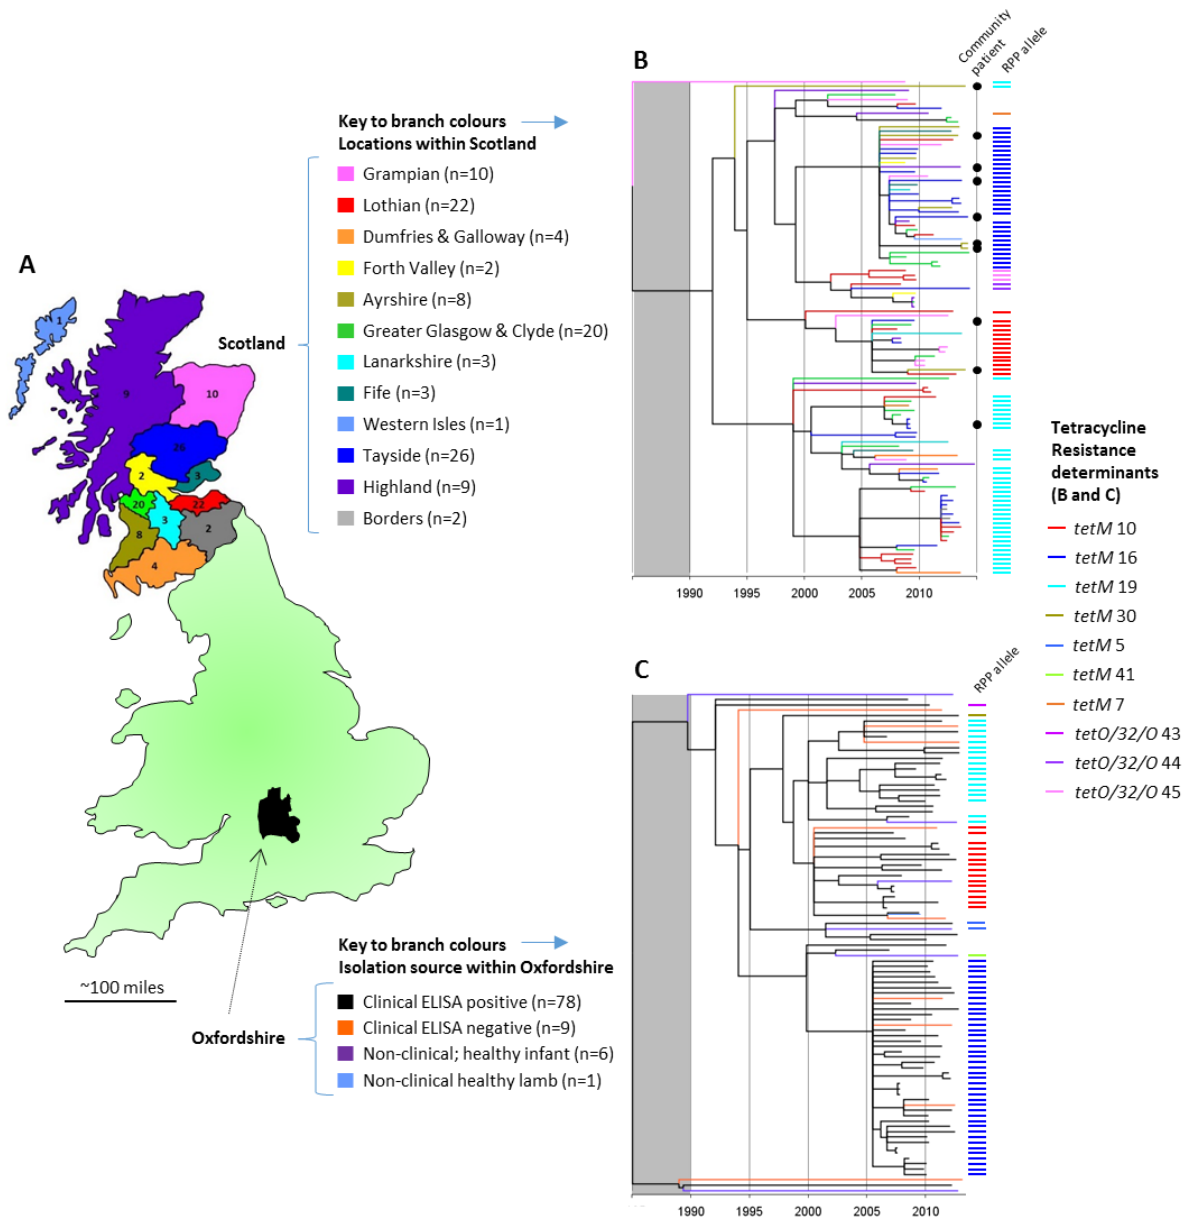 B
Community
patient
RPP allele
Key to branch colours
Locations within Scotland
Grampian (n=10)
Lothian (n=22)
Dumfries & Galloway (n=4)
Forth Valley (n=2)
Ayrshire (n=8)
Greater Glasgow & Clyde (n=20)
Lanarkshire (n=3)
Fife (n=3)
Western Isles (n=1)
Tayside (n=26)
Highland (n=9)
Borders (n=2)
Scotland
A
1
9
10
26
2
3
20
3
22
8
2
4
1990
1995
2000
2005
2010
Tetracycline
Resistance
determinants
(B and C)
tetM 10
tetM 16
tetM 19
tetM 30
tetM 5
tetM 41
tetM 7
tetO/32/O 43
tetO/32/O 44
tetO/32/O 45
C
RPP allele
1990
1995
2000
2005
2010
~100 miles
Oxfordshire
Key to branch colours
Isolation source within Oxfordshire
Clinical ELISA positive (n=78)
Clinical ELISA negative (n=9)
Non-clinical; healthy infant (n=6)
Non-clinical healthy lamb (n=1)